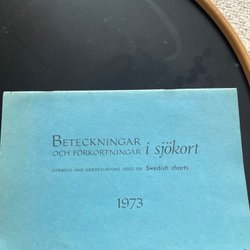 BETECKNINGAR
OCH FÖRKORTNINGAR i sjökort
SYMBOLS AND ABBREVIATIONS USED ON Swedish charts
1973